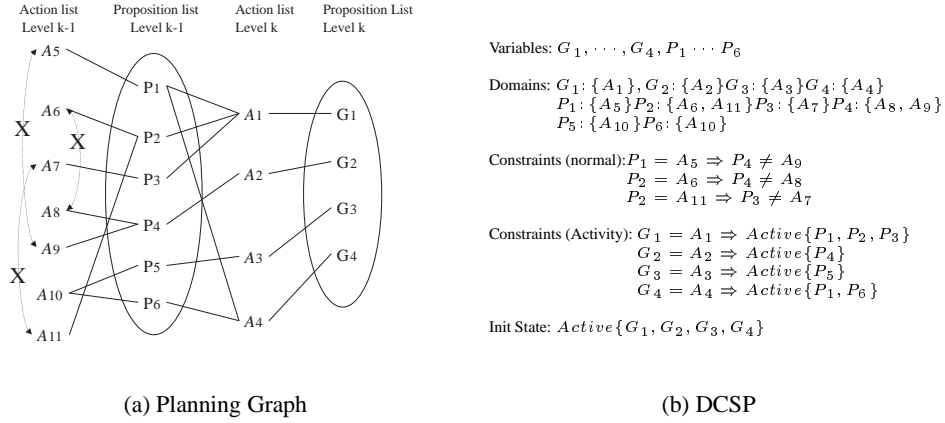 Action list Proposition list Action list Proposition List
Level k-1 Level k-1 Level k Level k
A5
P1
A6
A1 G1
X X
P2
A7
P3
A2 G2
A8
P4
G3
A9
X
P5
A3
G4
A10
P6
A4
A11
(a) Planning Graph
Variables: G1, ⋯, G4, P1 ⋯ P6
Domains: G1: {A1}, G2: {A2}G3: {A3}G4: {A4}
P1: {A5}P2: {A6, A11}P3: {A7}P4: {A8, A9}
P5: {A10}P6: {A10}
Constraints (normal):P1 = A5 ⇒ P4 ≠ A9
P2 = A6 ⇒ P4 ≠ A8
P2 = A11 ⇒ P3 ≠ A7
Constraints (Activity): G1 = A1 ⇒ Active{P1, P2, P3}
G2 = A2 ⇒ Active{P4}
G3 = A3 ⇒ Active{P5}
G4 = A4 ⇒ Active{P1, P6}
Init State: Active{G1, G2, G3, G4}
(b) DCSP